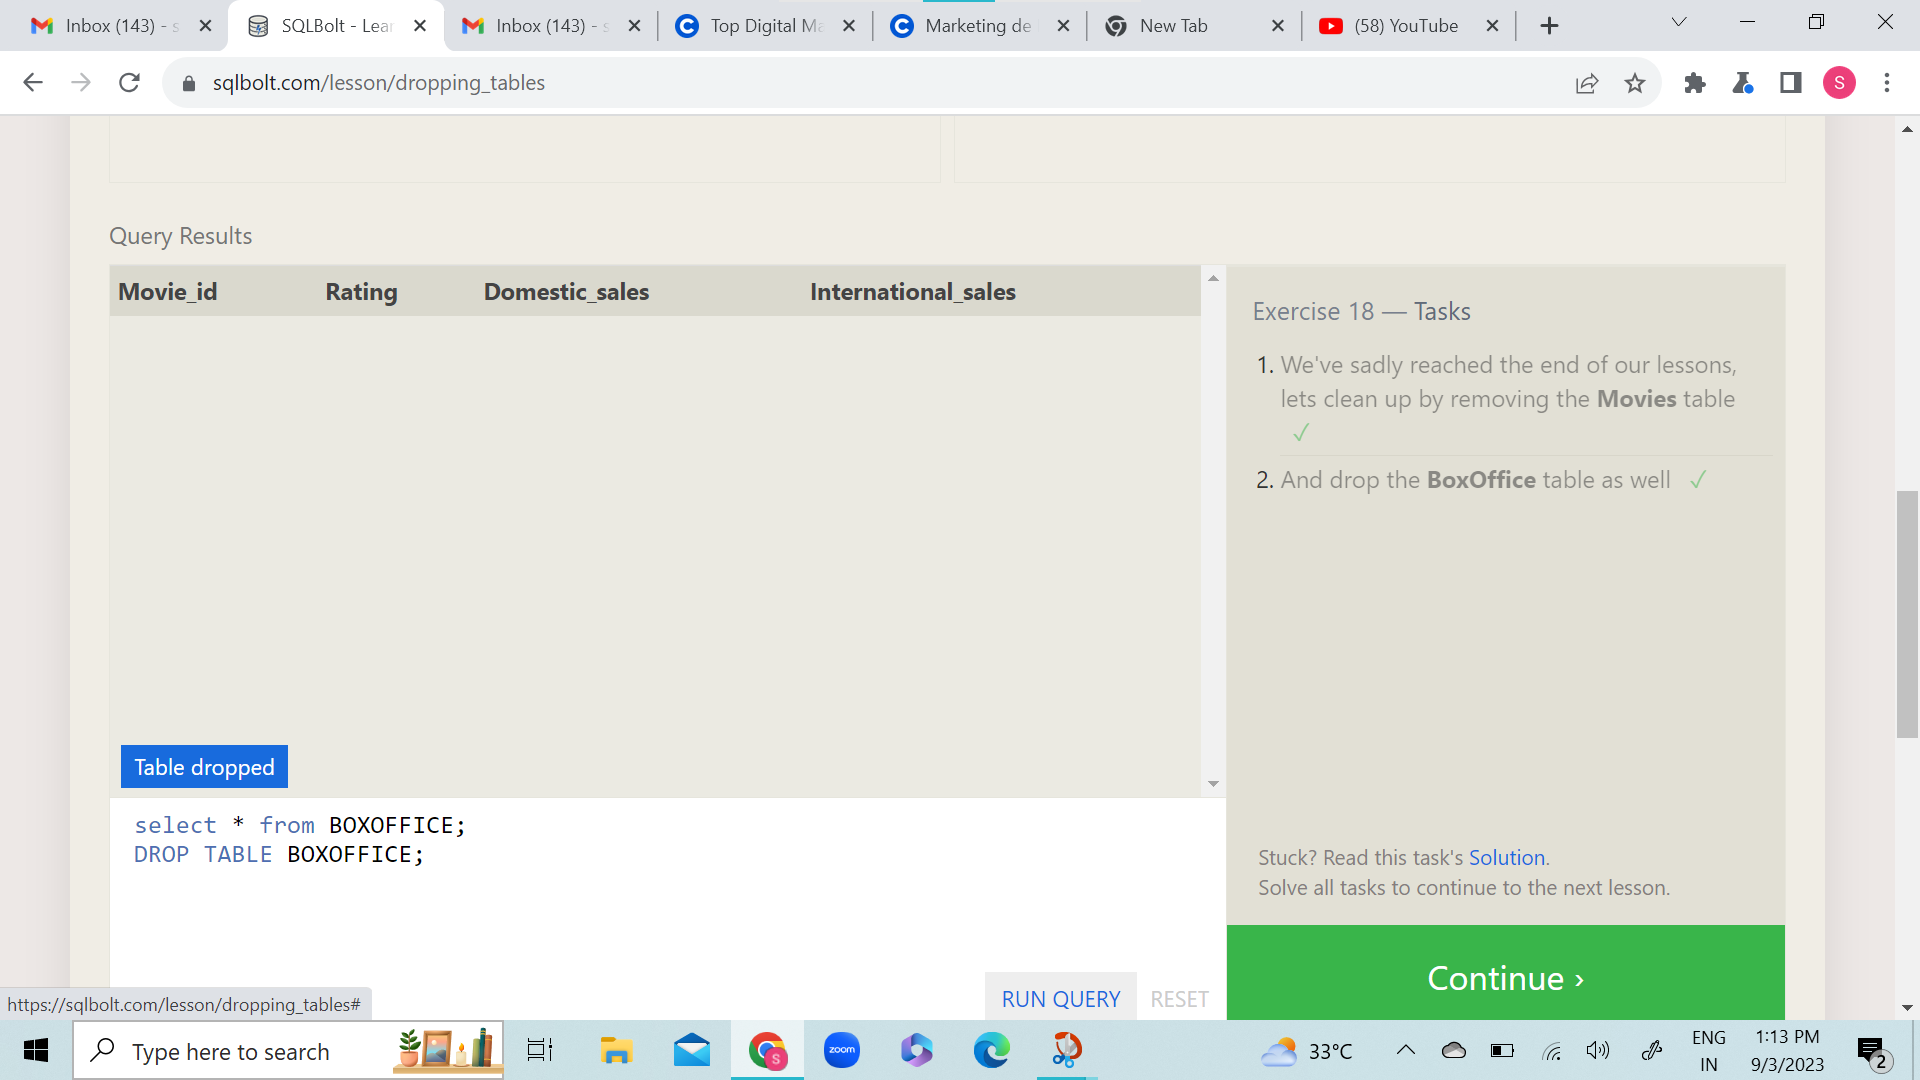 Inbox (143) - s
SQLBolt - Lear
Inbox (143) - s
Top Digital Ma
Marketing de
New Tab
(58) YouTube
sqlbolt.com/lesson/dropping_tables
S
Query Results
Movie_id Rating Domestic_sales International_sales
Table dropped
select * from BOXOFFICE;
DROP TABLE BOXOFFICE;
RUN QUERY RESET
Exercise 18 — Tasks
1. We've sadly reached the end of our lessons,
lets clean up by removing the Movies table
✓
2. And drop the BoxOffice table as well ✓
Stuck? Read this task's Solution.
Solve all tasks to continue to the next lesson.
Continue ›
https://sqlbolt.com/lesson/dropping_tables#
Type here to search
S
zoom
33°C
ENG
IN
1:13 PM
9/3/2023
2